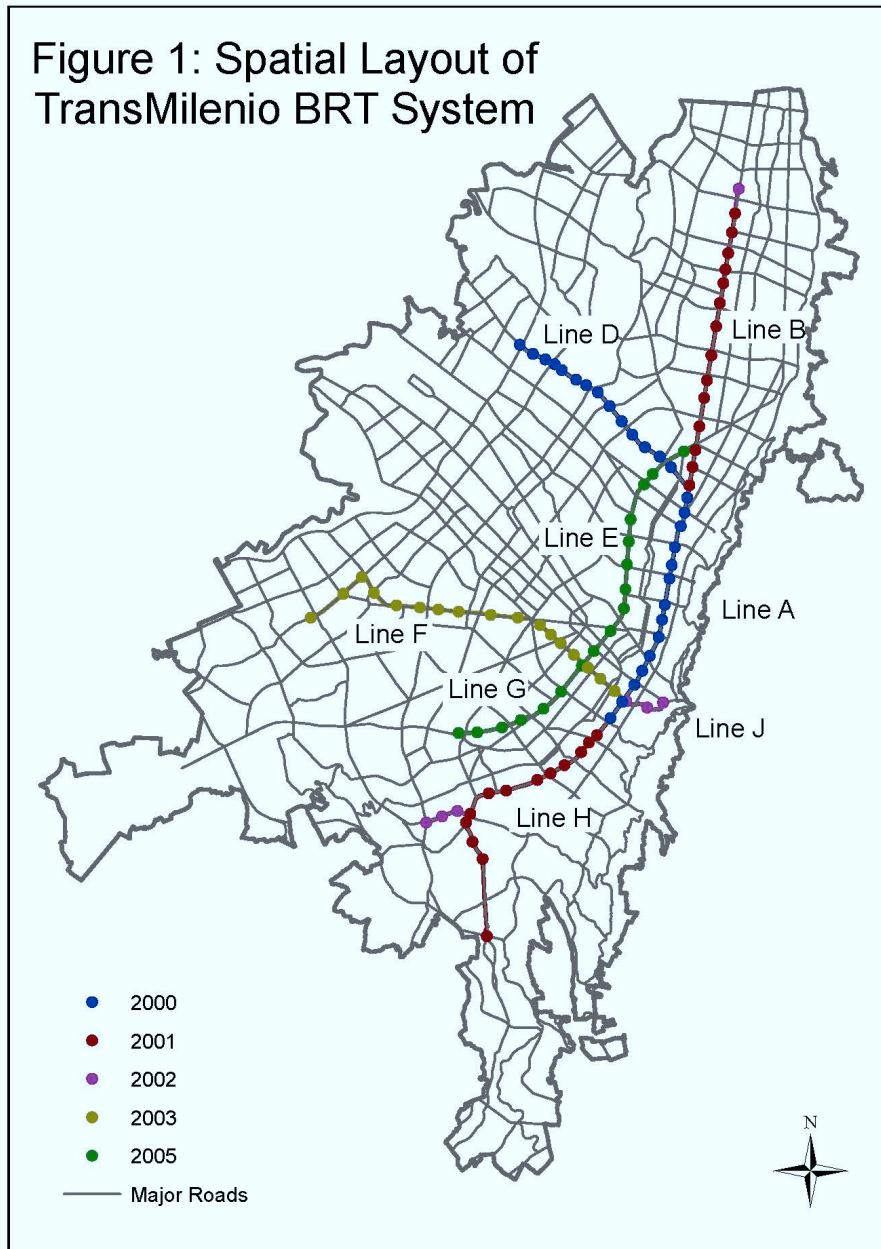 Figure 1: Spatial Layout of
TransMilenio BRT System
Line D
Line B
Line E
Line A
Line F
Line G
Line J
Line H
2000
2001
2002
2003
2005
Major Roads
N